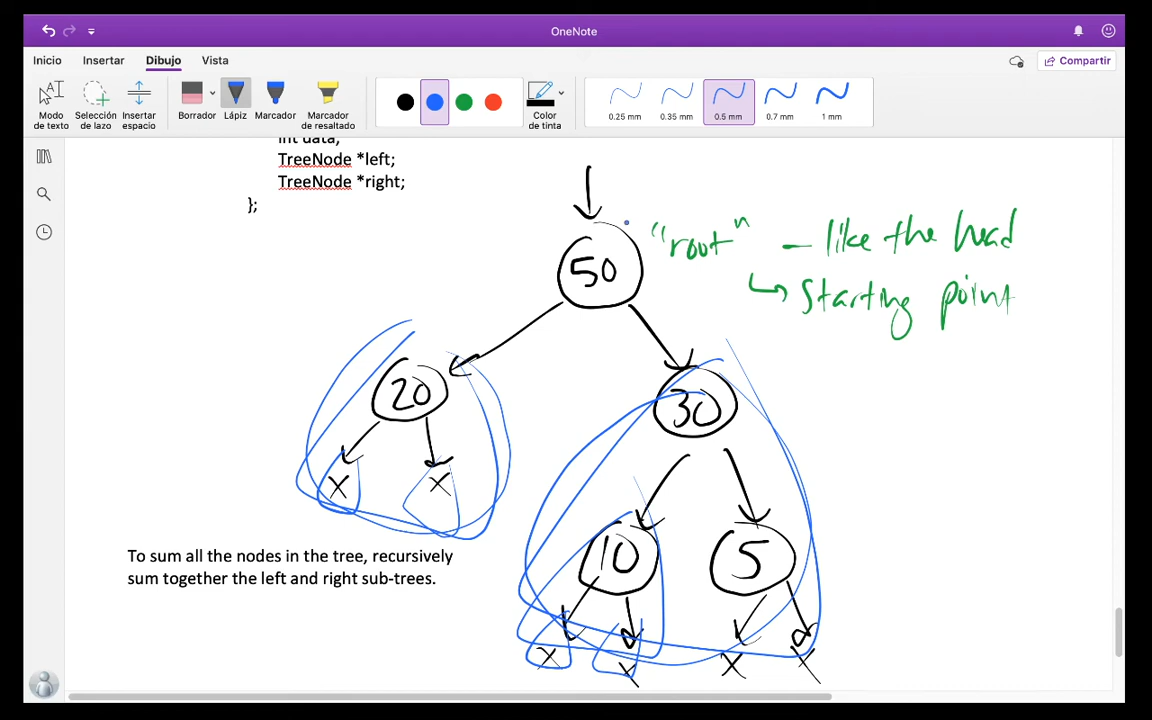 OneNote
Inicio Insertar Dibujo Vista Compartir
Modo de texto
Selección de lazo
Insertar espacio
Borrador
Lápiz
Marcador
Marcador de resaltado
Color de tinta
0.25 mm 0.35 mm 0.5 mm 0.7 mm 1 mm
int data;
TreeNode *left;
TreeNode *right;
};
"root" – like the head
↳ starting point
50
20 30
x x
10 5
x x x x
To sum all the nodes in the tree, recursively
sum together the left and right sub-trees.